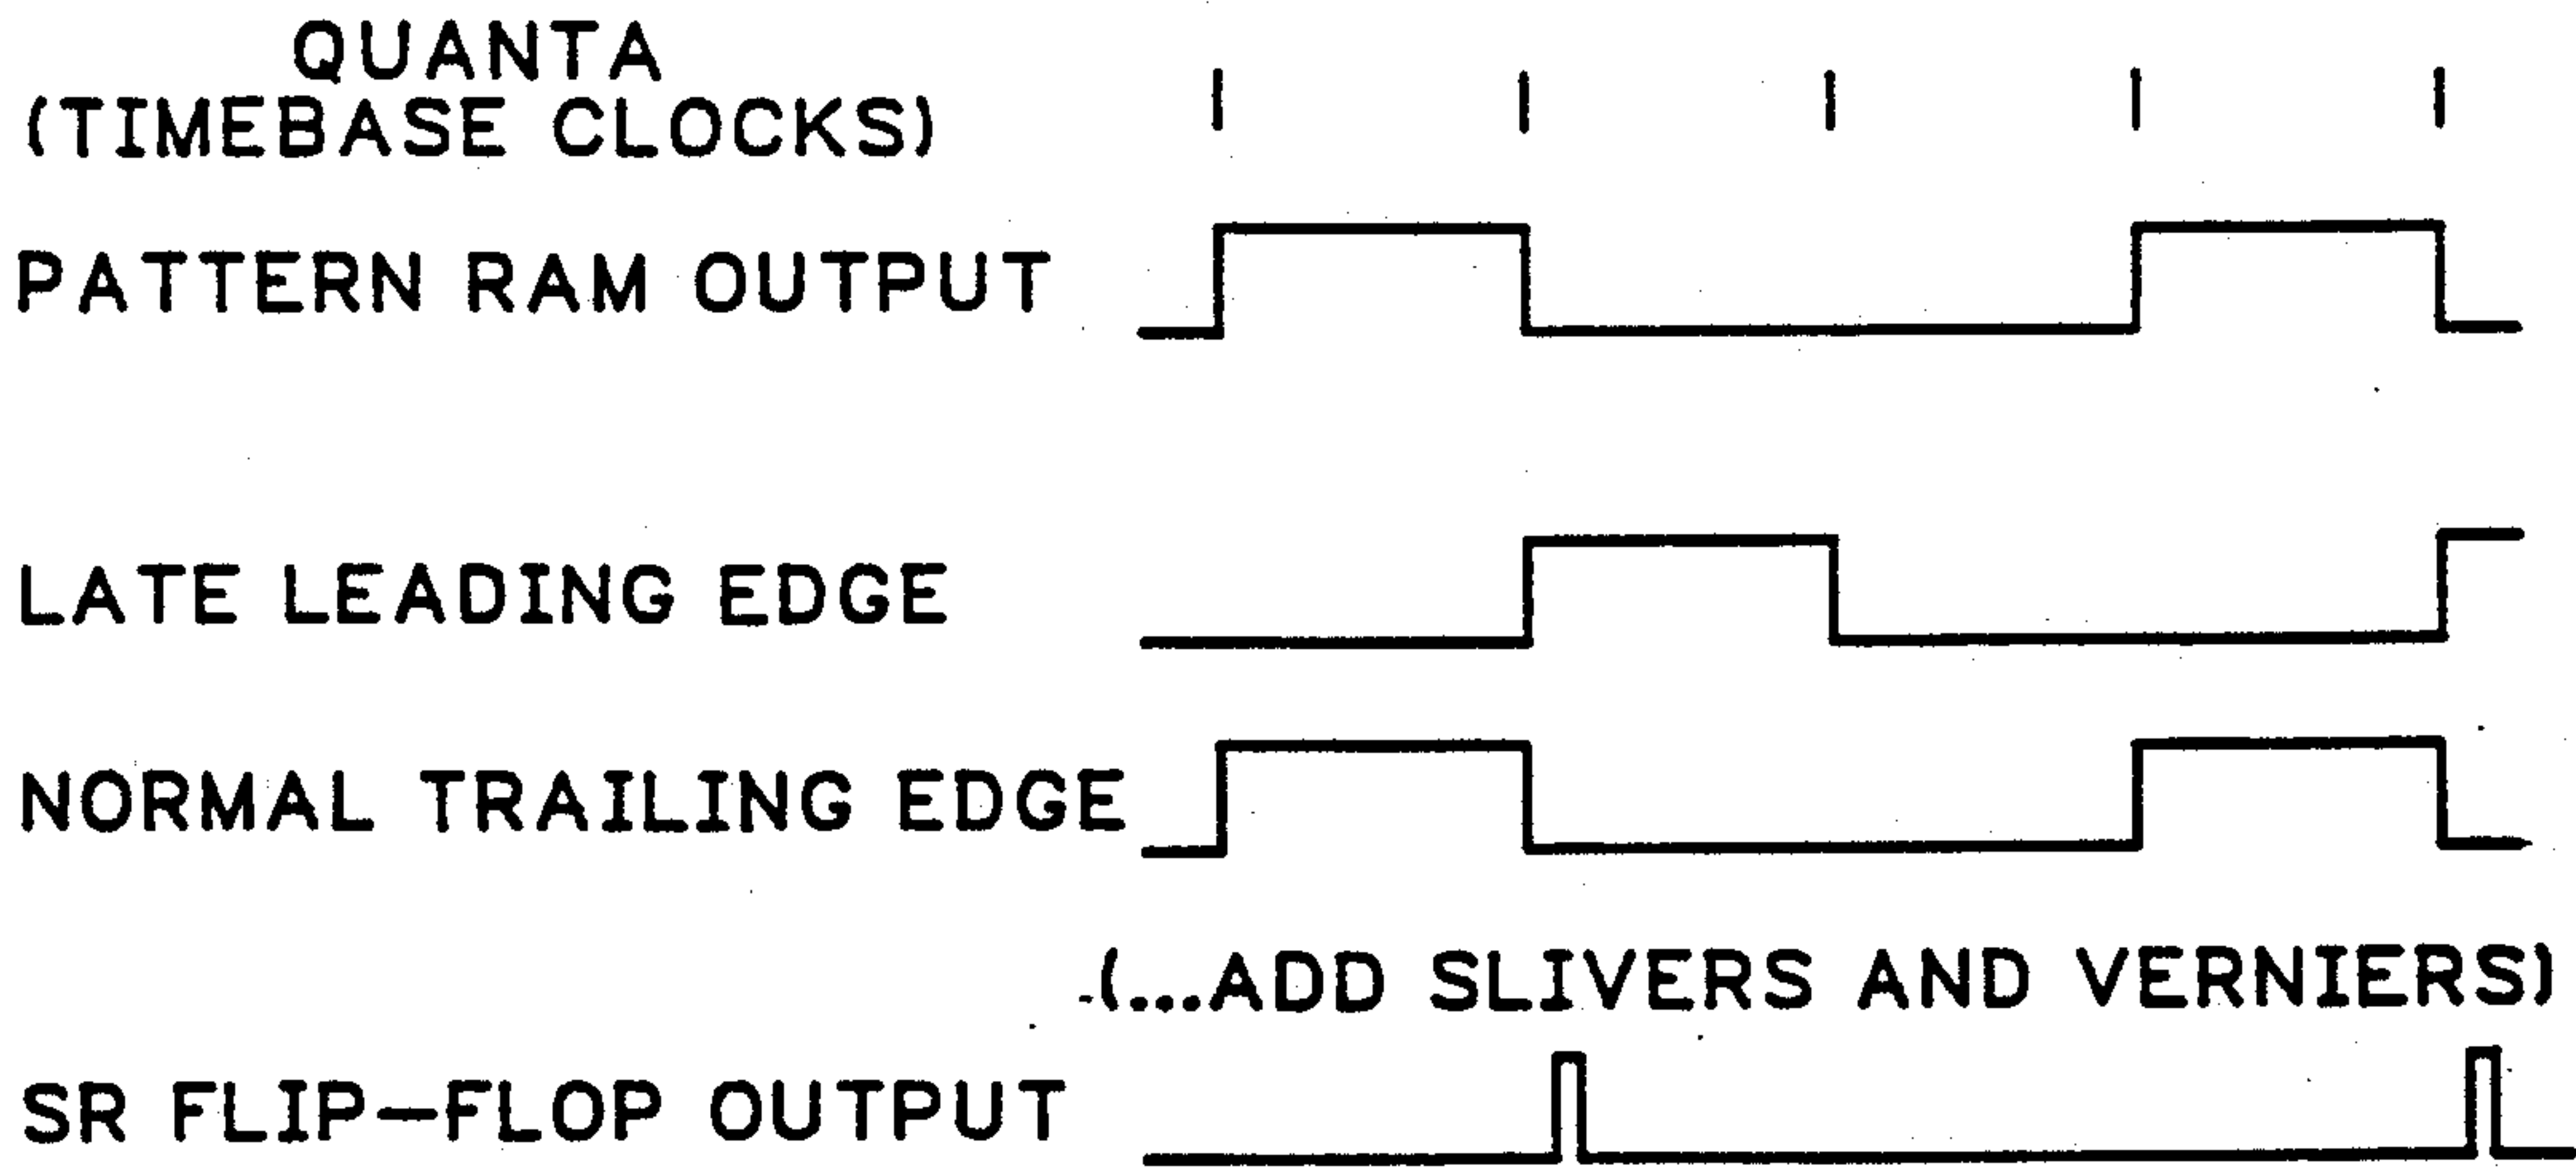 QUANTA
(TIMEBASE CLOCKS)
PATTERN RAM OUTPUT
LATE LEADING EDGE
NORMAL TRAILING EDGE
(...ADD SLIVERS AND VERNIERS)
SR FLIP-FLOP OUTPUT